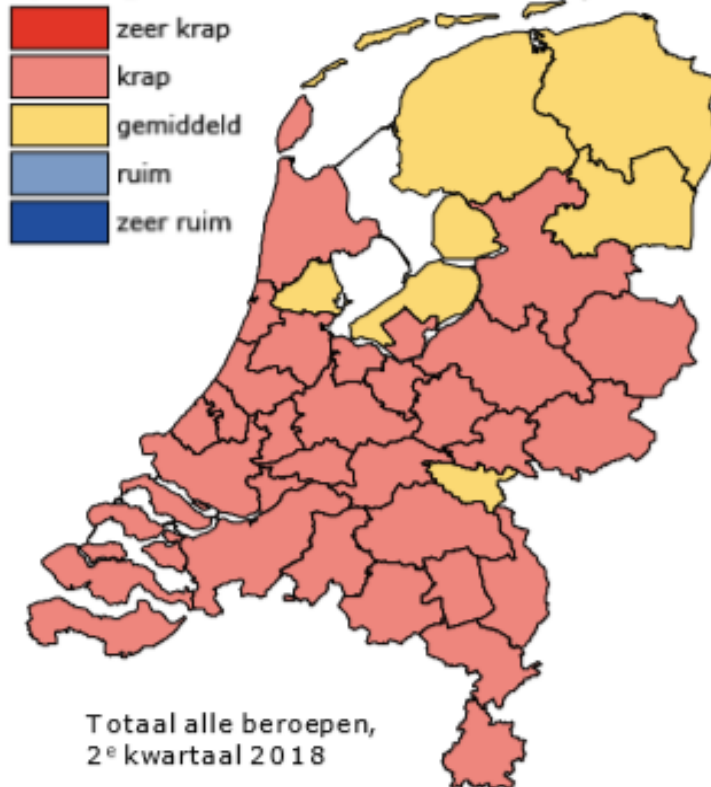 zeer krap
krap
gemiddeld
ruim
zeer ruim
Totaal alle beroepen,
2ᵉ kwartaal 2018